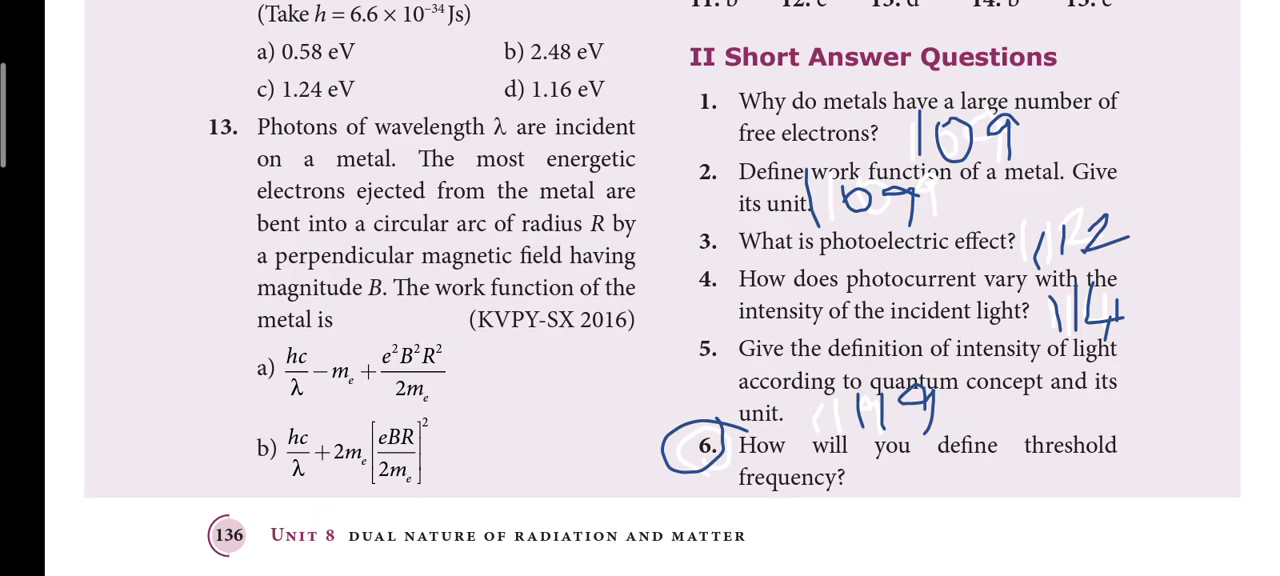 (Take h = 6.6 × 10⁻³⁴ Js)
a) 0.58 eV b) 2.48 eV
c) 1.24 eV d) 1.16 eV
13. Photons of wavelength λ are incident
on a metal. The most energetic
electrons ejected from the metal are
bent into a circular arc of radius R by
a perpendicular magnetic field having
magnitude B. The work function of the
metal is (KVPY-SX 2016)
a) hc/λ − mₑ + e²B²R²/2mₑ
b) hc/λ + 2mₑ [eBR/2mₑ]²
II Short Answer Questions
1. Why do metals have a large number of
free electrons? 109
2. Define work function of a metal. Give
its unit. 109
3. What is photoelectric effect? 112
4. How does photocurrent vary with the
intensity of the incident light? 114
5. Give the definition of intensity of light
according to quantum concept and its
unit. 119
6. How will you define threshold
frequency?
136 UNIT 8 DUAL NATURE OF RADIATION AND MATTER